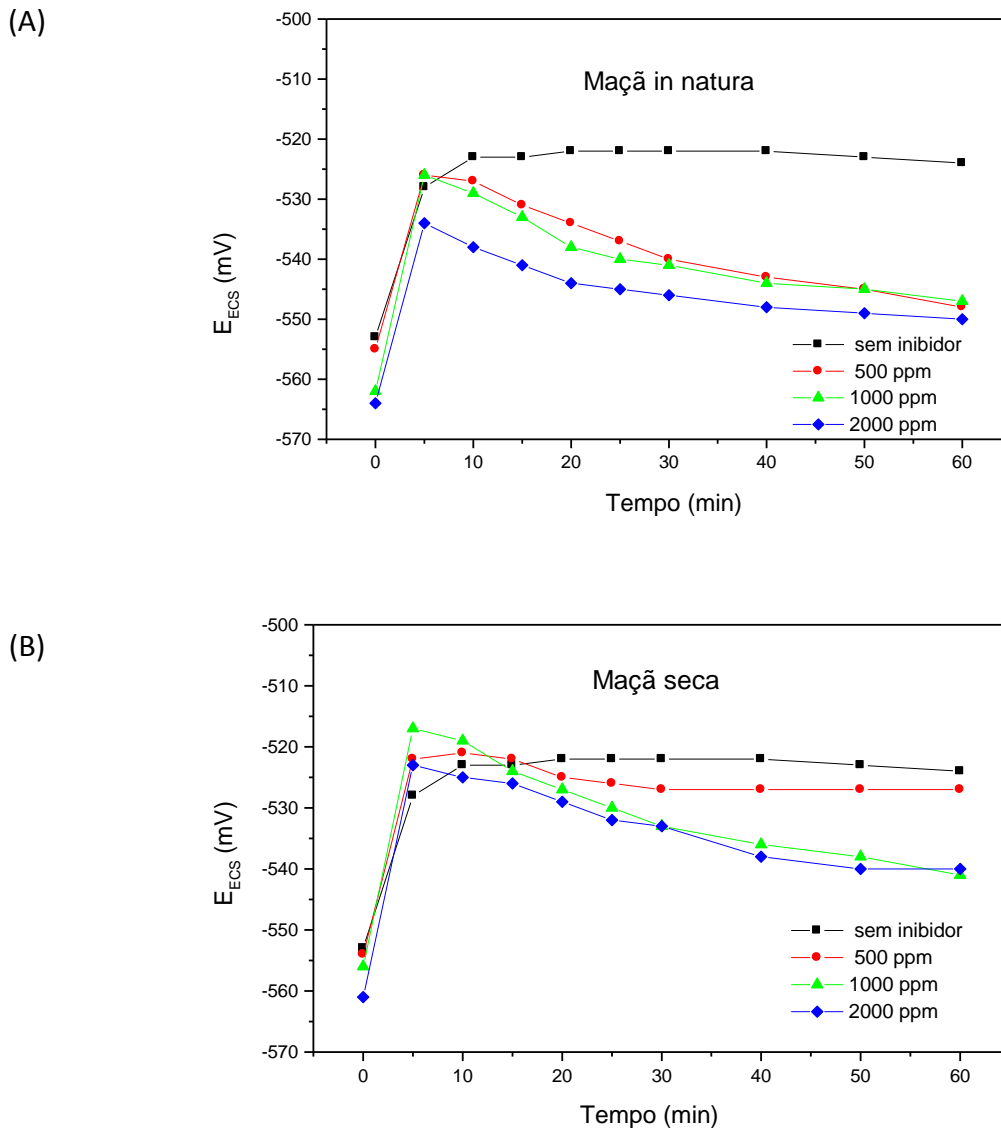 (A)
Maçã in natura
E_ECS (mV)
-500
-510
-520
-530
-540
-550
-560
-570
0 10 20 30 40 50 60
Tempo (min)
sem inibidor
500 ppm
1000 ppm
2000 ppm
(B)
Maçã seca
E_ECS (mV)
-500
-510
-520
-530
-540
-550
-560
-570
0 10 20 30 40 50 60
Tempo (min)
sem inibidor
500 ppm
1000 ppm
2000 ppm